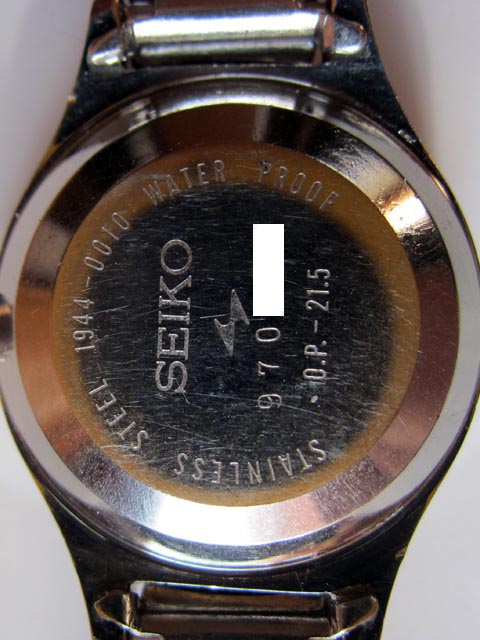 STAINLESS STEEL 1944-0010 WATER PROOF
SEIKO
970
• O.P.-21.5